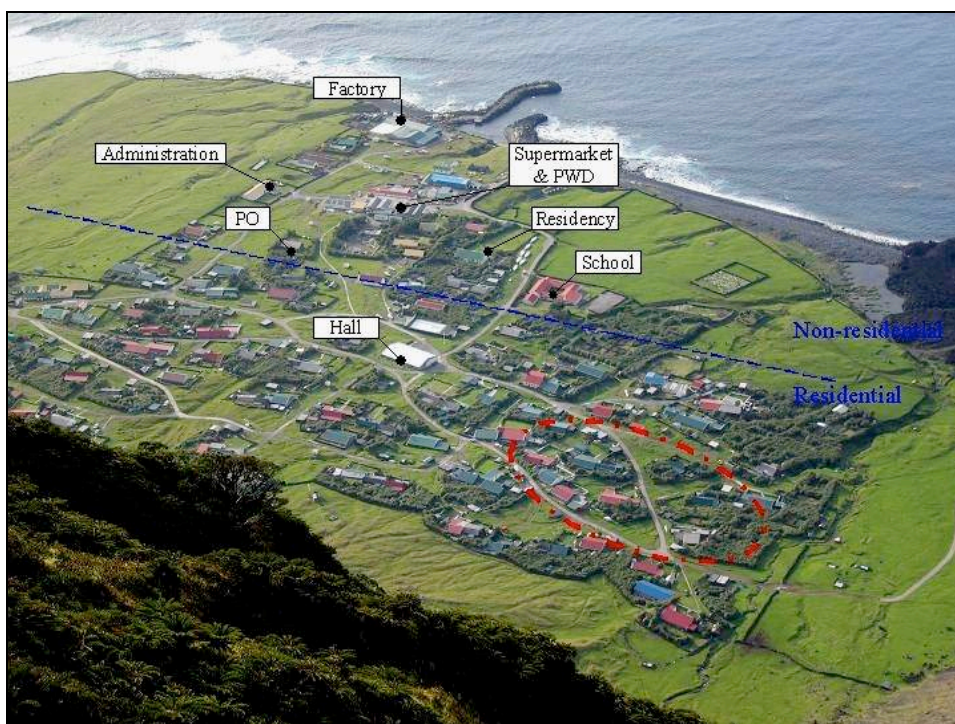 Factory
Administration
Supermarket
& PWD
PO
Residency
School
Hall
Non-residential
Residential